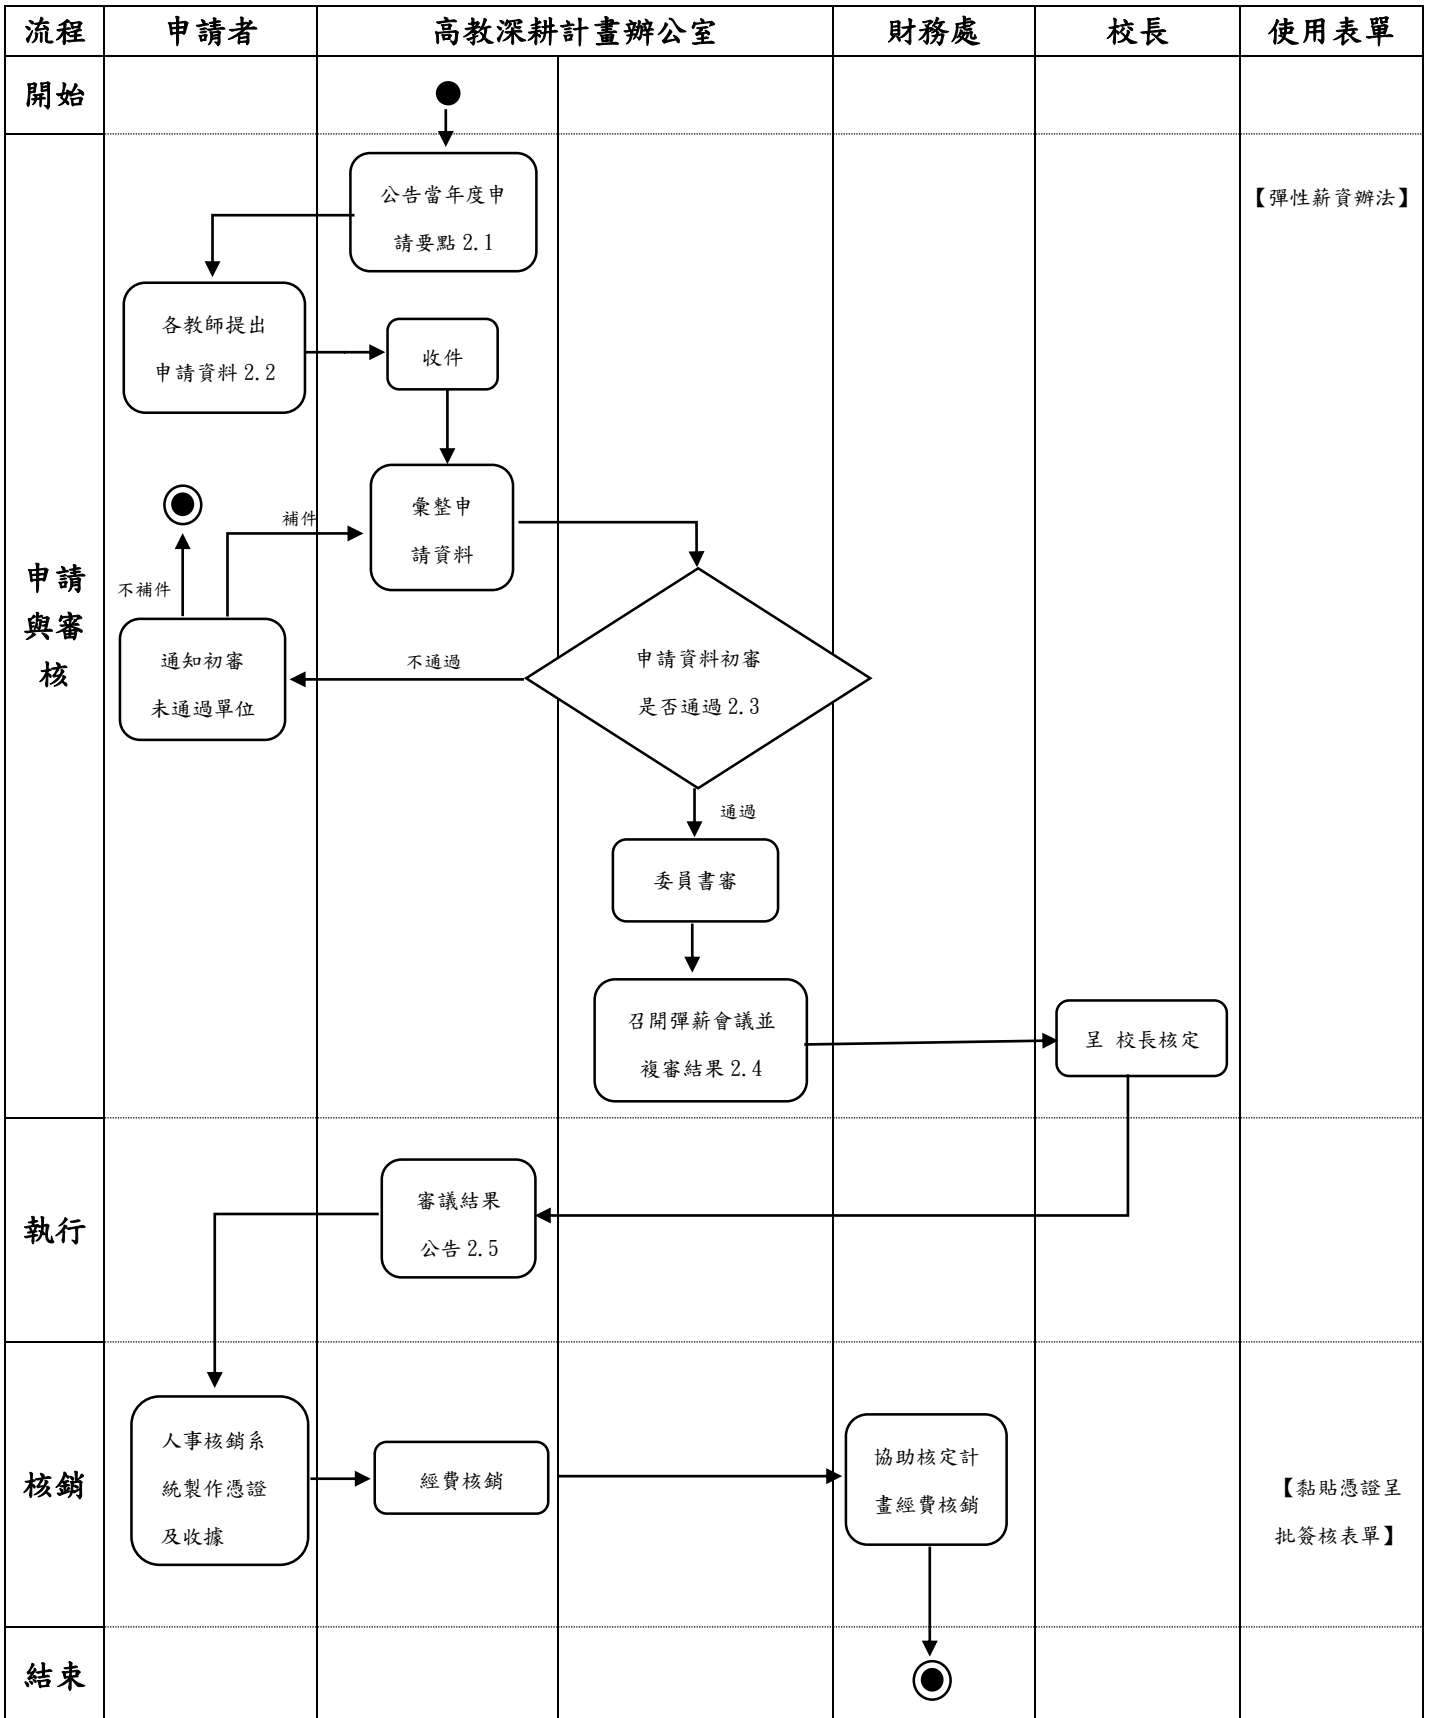 流程 申請者 高教深耕計畫辦公室 財務處 校長 使用表單
開始
公告當年度申
請要點 2.1
【彈性薪資辦法】
各教師提出
申請資料 2.2
收件
彙整申
請資料
補件
不補件
申請
與審
核
通知初審
未通過單位
不通過
申請資料初審
是否通過 2.3
通過
委員書審
召開彈薪會議並
複審結果 2.4
呈 校長核定
執行
審議結果
公告 2.5
核銷
人事核銷系
統製作憑證
及收據
經費核銷
協助核定計
畫經費核銷
【黏貼憑證呈
批簽核表單】
結束